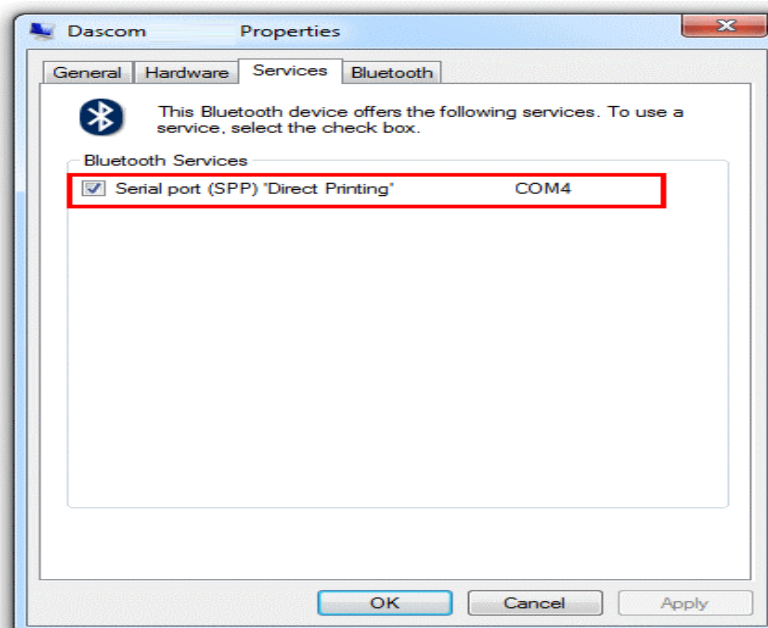 Dascom Properties
General Hardware Services Bluetooth
This Bluetooth device offers the following services. To use a
service, select the check box.
Bluetooth Services
Serial port (SPP) 'Direct Printing' COM4
OK Cancel Apply